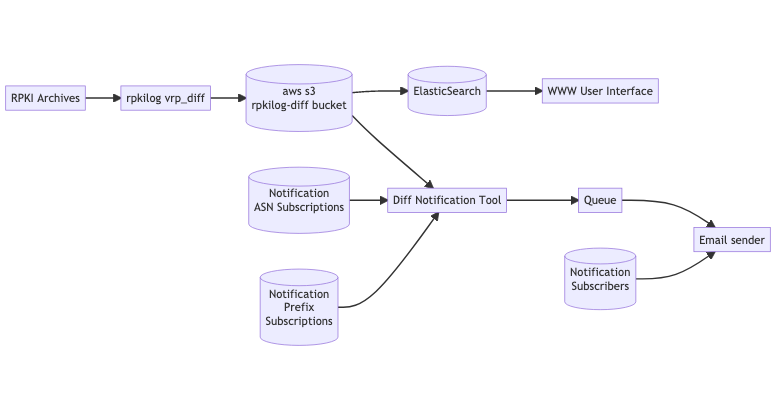 RPKI Archives
rpkilog vrp_diff
aws s3
rpkilog-diff bucket
ElasticSearch
WWW User Interface
Notification
ASN Subscriptions
Diff Notification Tool
Queue
Email sender
Notification
Prefix
Subscriptions
Notification
Subscribers